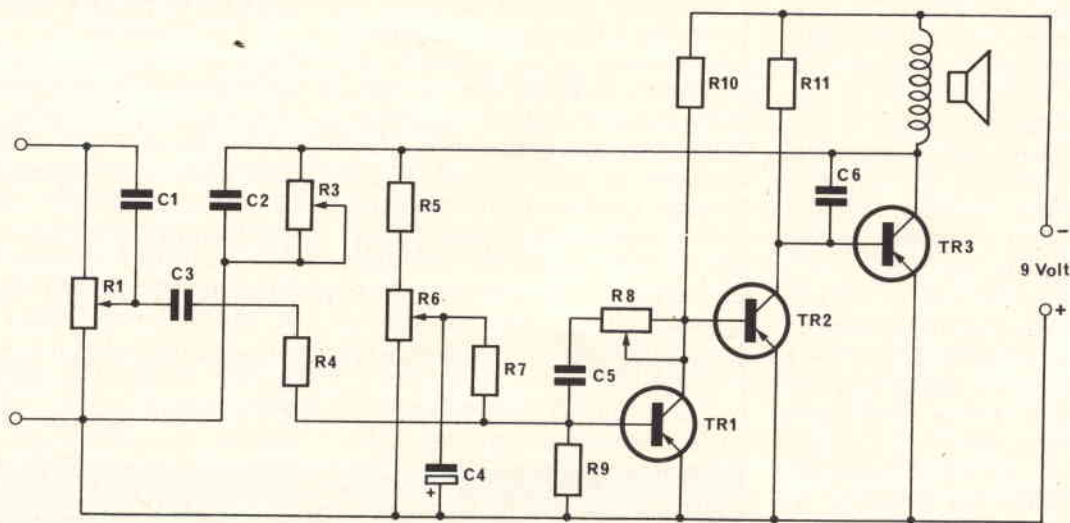 R10
R11
C1
C2
R3
R5
C6
C3
R1
R6
R8
R4
R7
C5
TR3
TR2
TR1
C4
+
R9
−
9 Volt
+